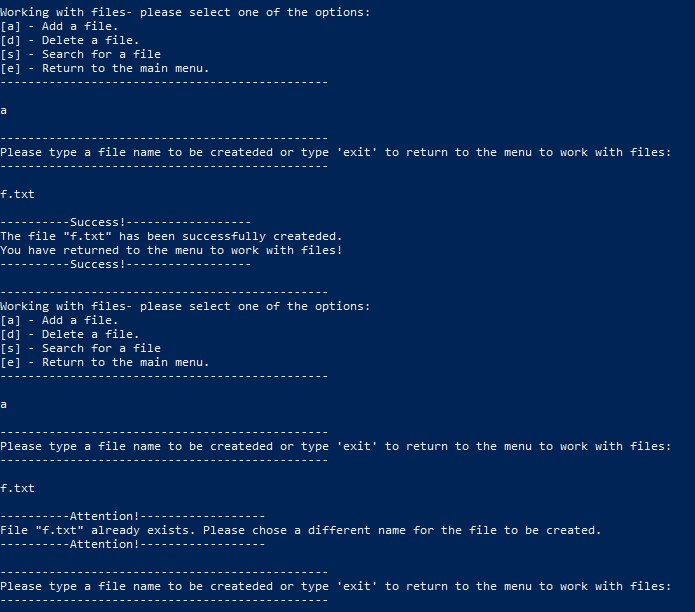 Working with files- please select one of the options:
[a] - Add a file.
[d] - Delete a file.
[s] - Search for a file
[e] - Return to the main menu.
-----------------------------------------------
a
-----------------------------------------------
Please type a file name to be createded or type 'exit' to return to the menu to work with files:
-----------------------------------------------
f.txt
----------Success!------------------
The file "f.txt" has been successfully createded.
You have returned to the menu to work with files!
----------Success!------------------
-----------------------------------------------
Working with files- please select one of the options:
[a] - Add a file.
[d] - Delete a file.
[s] - Search for a file
[e] - Return to the main menu.
-----------------------------------------------
a
-----------------------------------------------
Please type a file name to be createded or type 'exit' to return to the menu to work with files:
-----------------------------------------------
f.txt
----------Attention!------------------
File "f.txt" already exists. Please chose a different name for the file to be created.
----------Attention!------------------
-----------------------------------------------
Please type a file name to be createded or type 'exit' to return to the menu to work with files:
-----------------------------------------------